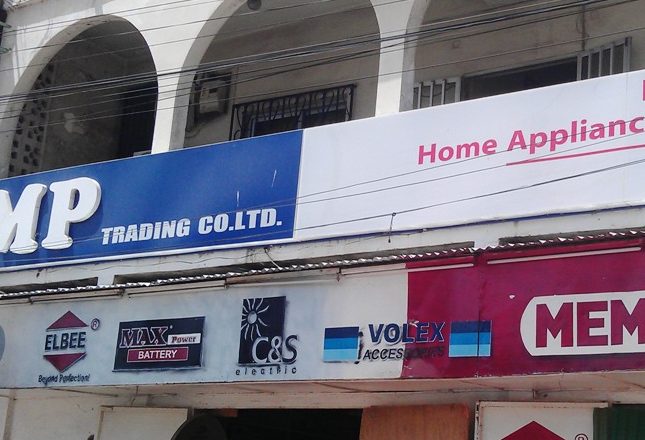 MP TRADING CO.LTD.
Home Applianc
ELBEE®
Beyond Perfection!
MAX Power
BATTERY
C&S
electric
VOLEX
ACCESSORIES
MEM
®